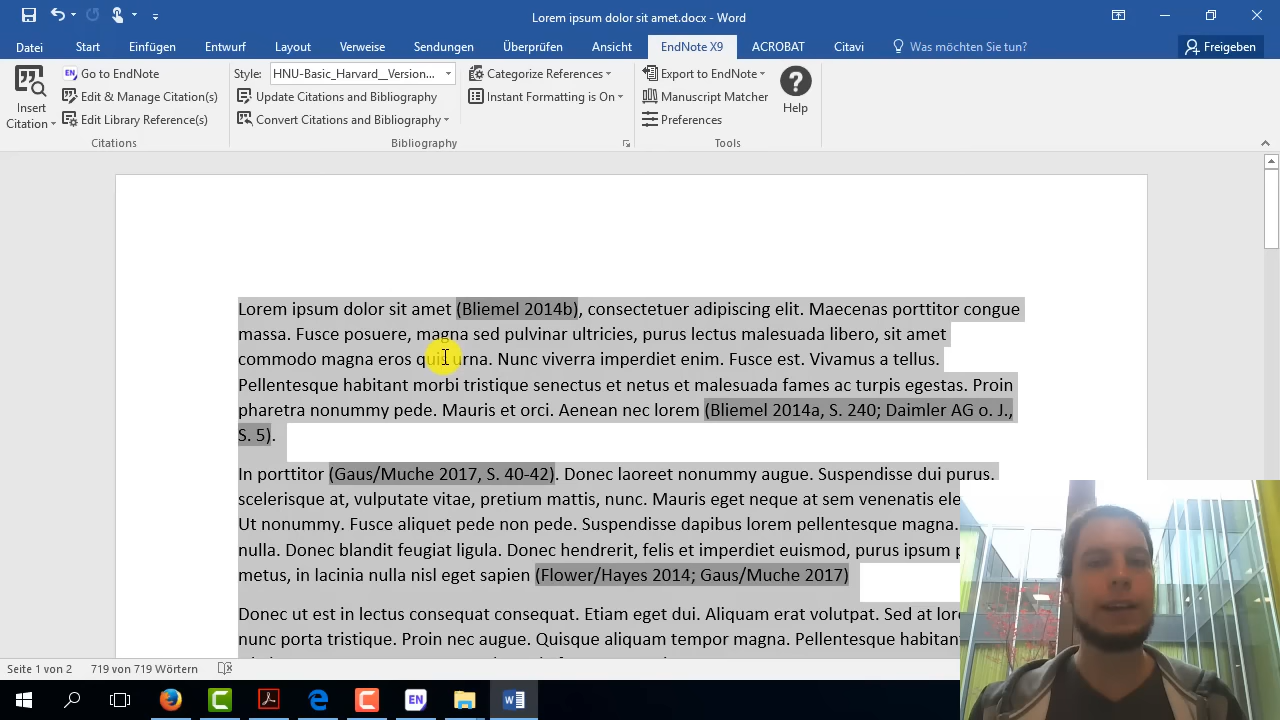 Lorem ipsum dolor sit amet.docx - Word
Datei Start Einfügen Entwurf Layout Verweise Sendungen Überprüfen Ansicht EndNote X9 ACROBAT Citavi Was möchten Sie tun? Freigeben
EN Go to EndNote Style: HNU-Basic_Harvard__Version... Categorize References Export to EndNote
Insert Edit & Manage Citation(s) Update Citations and Bibliography Instant Formatting is On Manuscript Matcher Help
Citation Edit Library Reference(s) Convert Citations and Bibliography Preferences
Citations Bibliography Tools
Lorem ipsum dolor sit amet (Bliemel 2014b), consectetuer adipiscing elit. Maecenas porttitor congue
massa. Fusce posuere, magna sed pulvinar ultricies, purus lectus malesuada libero, sit amet
commodo magna eros quis urna. Nunc viverra imperdiet enim. Fusce est. Vivamus a tellus.
Pellentesque habitant morbi tristique senectus et netus et malesuada fames ac turpis egestas. Proin
pharetra nonummy pede. Mauris et orci. Aenean nec lorem (Bliemel 2014a, S. 240; Daimler AG o. J.,
S. 5).
In porttitor (Gaus/Muche 2017, S. 40-42). Donec laoreet nonummy augue. Suspendisse dui purus,
scelerisque at, vulputate vitae, pretium mattis, nunc. Mauris eget neque at sem venenatis
Ut nonummy. Fusce aliquet pede non pede. Suspendisse dapibus lorem pellentesque magna.
nulla. Donec blandit feugiat ligula. Donec hendrerit, felis et imperdiet euismod, purus ipsum
metus, in lacinia nulla nisl eget sapien (Flower/Hayes 2014; Gaus/Muche 2017)
Donec ut est in lectus consequat consequat. Etiam eget dui. Aliquam erat volutpat. Sed at
nunc porta tristique. Proin nec augue. Quisque aliquam tempor magna. Pellentesque
Seite 1 von 2 719 von 719 Wörtern
EN